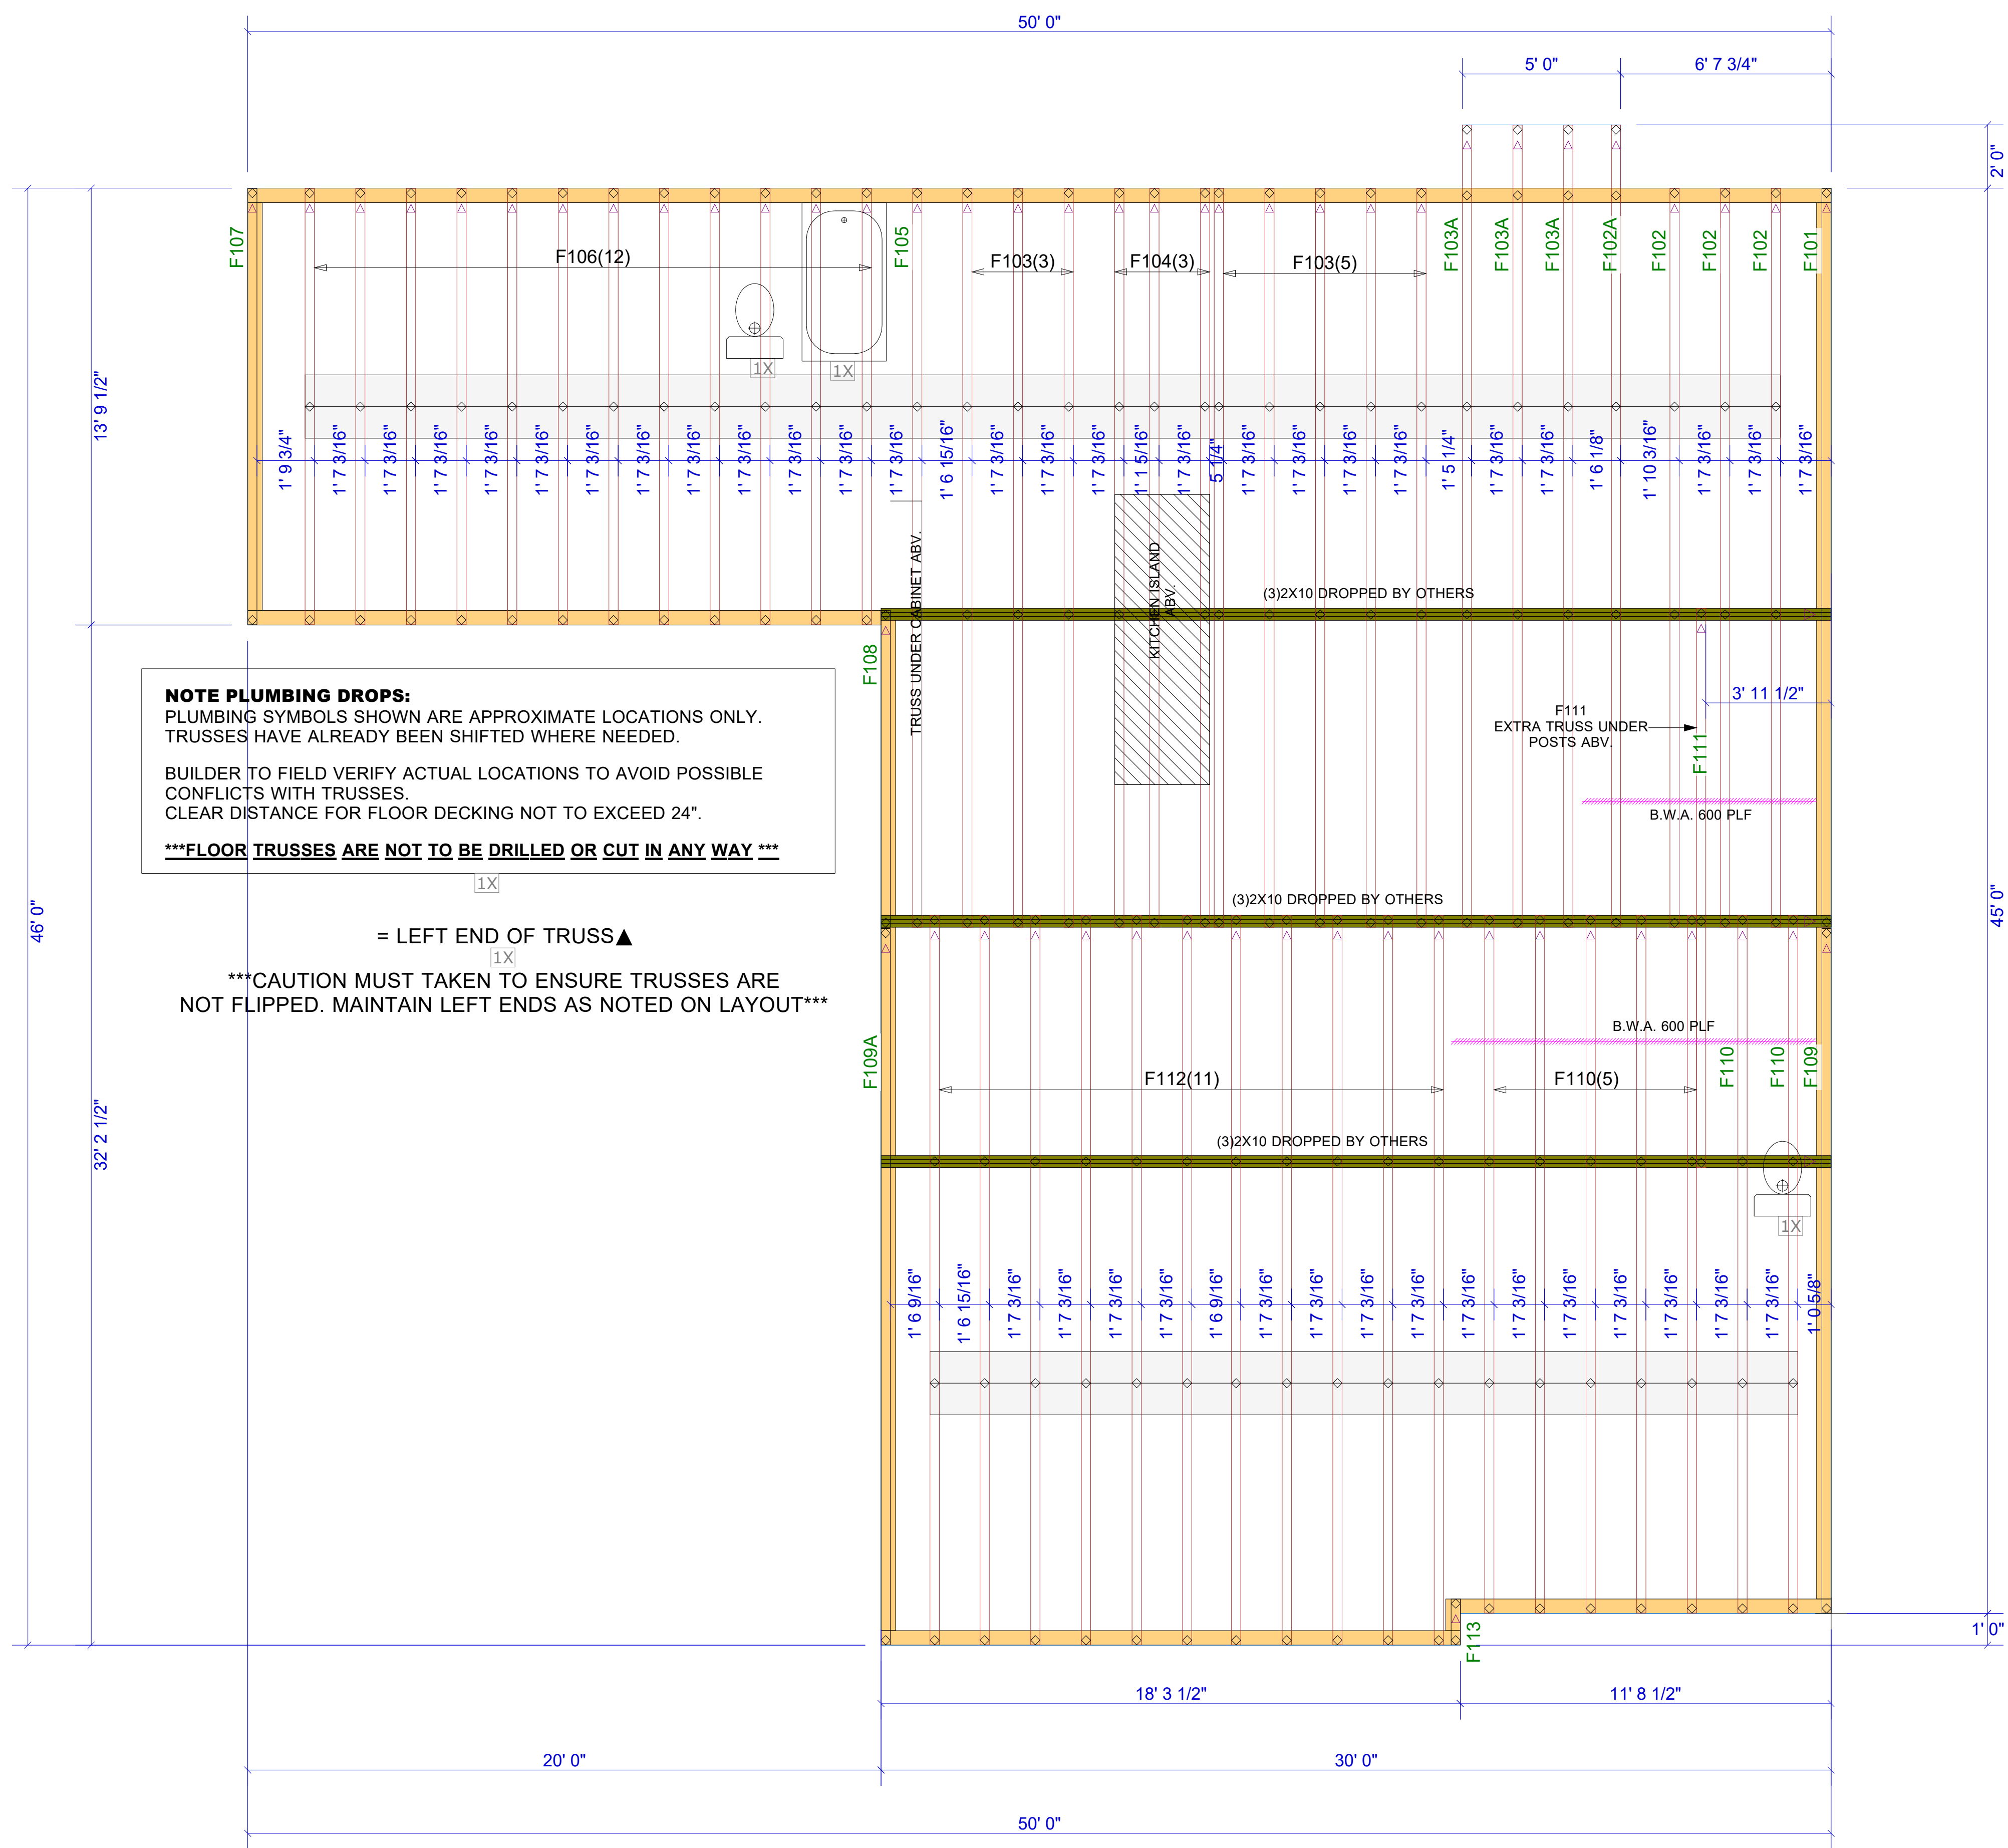 50' 0"
5' 0"
6' 7 3/4"
2' 0"
F107
F106(12)
F105
F103(3)
F104(3)
F103(5)
F103A
F103A
F103A
F102A
F102
F102
F102
F101
1X
1X
13' 9 1/2"
1' 9 3/4"
1' 7 3/16"
1' 7 3/16"
1' 7 3/16"
1' 7 3/16"
1' 7 3/16"
1' 7 3/16"
1' 7 3/16"
1' 7 3/16"
1' 7 3/16"
1' 7 3/16"
1' 7 3/16"
1' 7 3/16"
1' 6 15/16"
1' 7 3/16"
1' 7 3/16"
1' 7 3/16"
1' 1 5/16"
1' 7 3/16"
5 1/4"
1' 7 3/16"
1' 7 3/16"
1' 7 3/16"
1' 7 3/16"
1' 5 1/4"
1' 7 3/16"
1' 7 3/16"
1' 6 1/8"
1' 10 3/16"
1' 7 3/16"
1' 7 3/16"
1' 7 3/16"
TRUSS UNDER CABINET ABV.
KITCHEN ISLAND
ABV.
(3)2X10 DROPPED BY OTHERS
F108
NOTE PLUMBING DROPS:
PLUMBING SYMBOLS SHOWN ARE APPROXIMATE LOCATIONS ONLY.
TRUSSES HAVE ALREADY BEEN SHIFTED WHERE NEEDED.
BUILDER TO FIELD VERIFY ACTUAL LOCATIONS TO AVOID POSSIBLE
CONFLICTS WITH TRUSSES.
CLEAR DISTANCE FOR FLOOR DECKING NOT TO EXCEED 24".
***FLOOR TRUSSES ARE NOT TO BE DRILLED OR CUT IN ANY WAY ***
1X
3' 11 1/2"
F111
EXTRA TRUSS UNDER
POSTS ABV.
F111
B.W.A. 600 PLF
46' 0"
45' 0"
(3)2X10 DROPPED BY OTHERS
= LEFT END OF TRUSS▲
1X
***CAUTION MUST TAKEN TO ENSURE TRUSSES ARE
NOT FLIPPED. MAINTAIN LEFT ENDS AS NOTED ON LAYOUT***
B.W.A. 600 PLF
F109A
F112(11)
F110(5)
F110
F110
F109
32' 2 1/2"
(3)2X10 DROPPED BY OTHERS
1X
1' 6 9/16"
1' 6 15/16"
1' 7 3/16"
1' 7 3/16"
1' 7 3/16"
1' 7 3/16"
1' 6 9/16"
1' 7 3/16"
1' 7 3/16"
1' 7 3/16"
1' 7 3/16"
1' 7 3/16"
1' 7 3/16"
1' 7 3/16"
1' 7 3/16"
1' 7 3/16"
1' 7 3/16"
1' 7 3/16"
1' 0 5/8"
F113
1' 0"
18' 3 1/2"
11' 8 1/2"
20' 0"
30' 0"
50' 0"